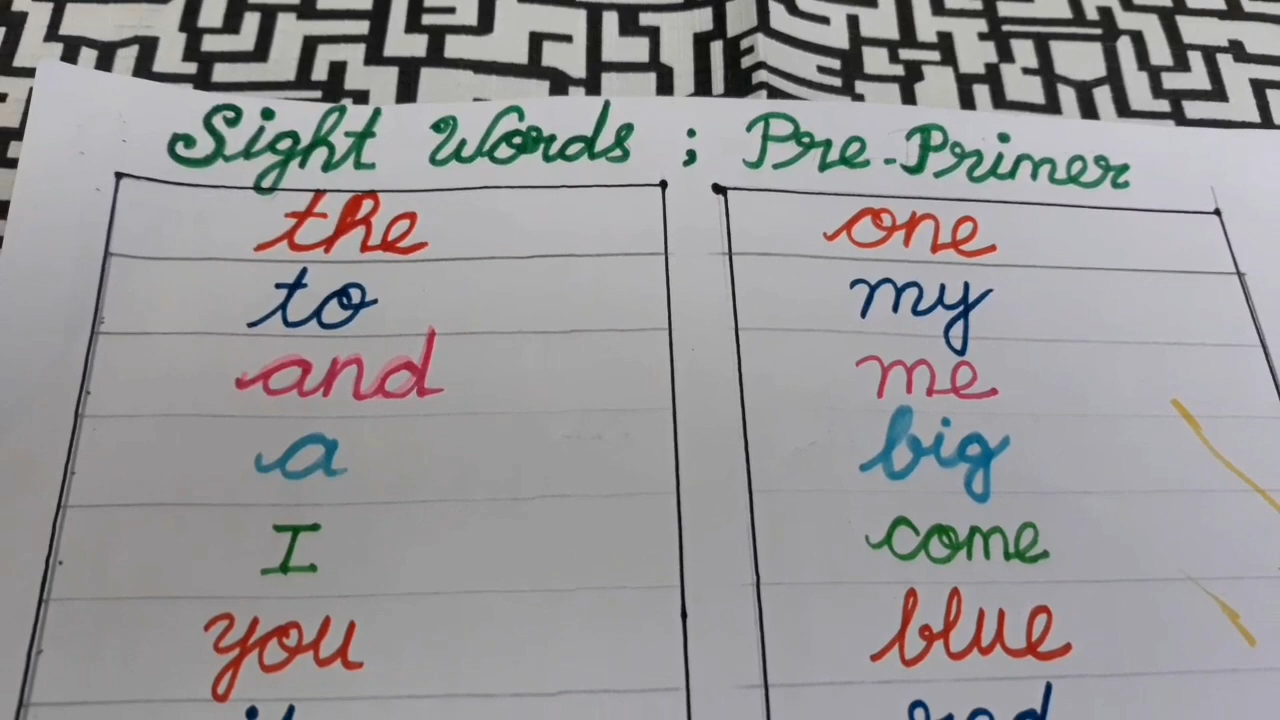 Sight Words ; Pre-Primer
the
to
and
a
I
you
one
my
me
big
come
blue